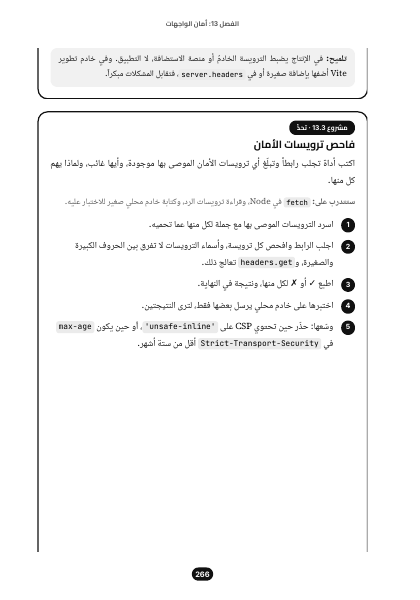 الفصل 13: أمان الواجهات
تلميح: في الإنتاج يضبط الترويسة الخادمُ أو منصة الاستضافة، لا التطبيق. وفي خادم تطوير
Vite أضفها بإضافة صغيرة أو في server.headers، فتقابل المشكلات مبكراً.
مشروع 13.3 · تحدٍّ
فاحص ترويسات الأمان
اكتب أداة تجلب رابطاً وتبلّغ أي ترويسات الأمان الموصى بها موجودة، وأيها غائب، ولماذا يهم
كل منها.
ستتدرب على: fetch في Node، وقراءة ترويسات الرد، وكتابة خادم محلي صغير للاختبار عليه.
1 اسرد الترويسات الموصى بها مع جملة لكل منها عما تحميه.
2 اجلب الرابط وافحص كل ترويسة، وأسماء الترويسات لا تفرق بين الحروف الكبيرة
والصغيرة، و headers.get تعالج ذلك.
3 اطبع ✓ أو ✗ لكل منها، ونتيجة في النهاية.
4 اختبرها على خادم محلي يرسل بعضها فقط، لترى النتيجتين.
5 وسّعها: حذّر حين تحتوي CSP على 'unsafe-inline'، أو حين يكون max-age
في Strict-Transport-Security أقل من ستة أشهر.
266